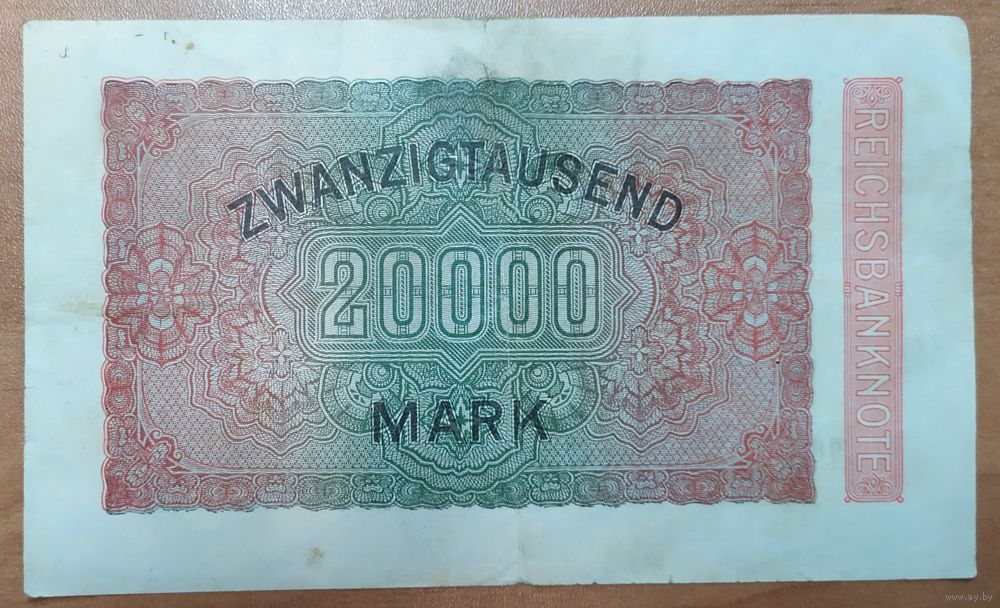 ZWANZIGTAUSEND
20000
MARK
REICHSBANKNOTE
www.ay.by